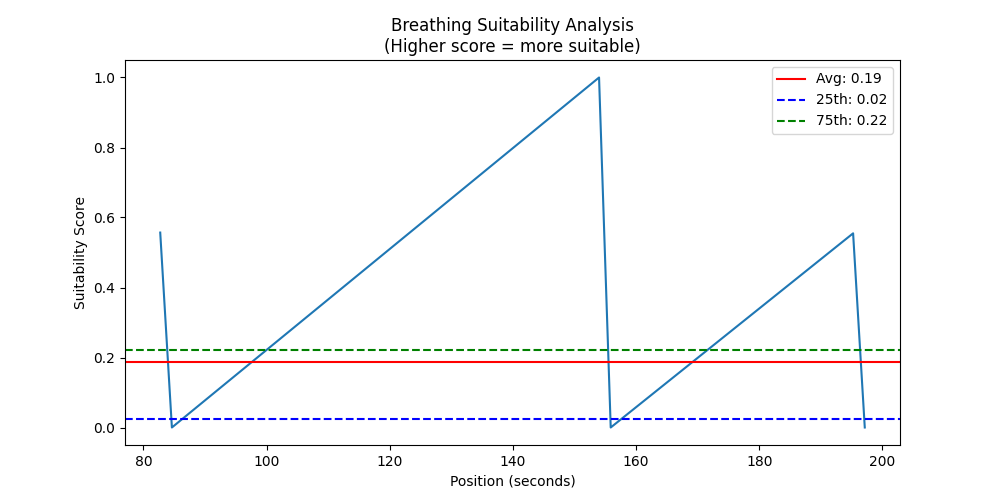 Breathing Suitability Analysis
(Higher score = more suitable)
Avg: 0.19
25th: 0.02
75th: 0.22
1.0
0.8
0.6
0.4
0.2
0.0
Suitability Score
80 100 120 140 160 180 200
Position (seconds)